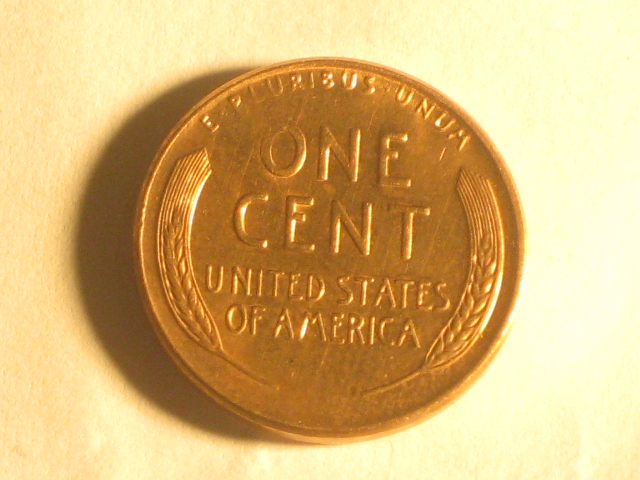 E·PLURIBUS·UNUM
ONE
CENT
UNITED STATES
OF AMERICA